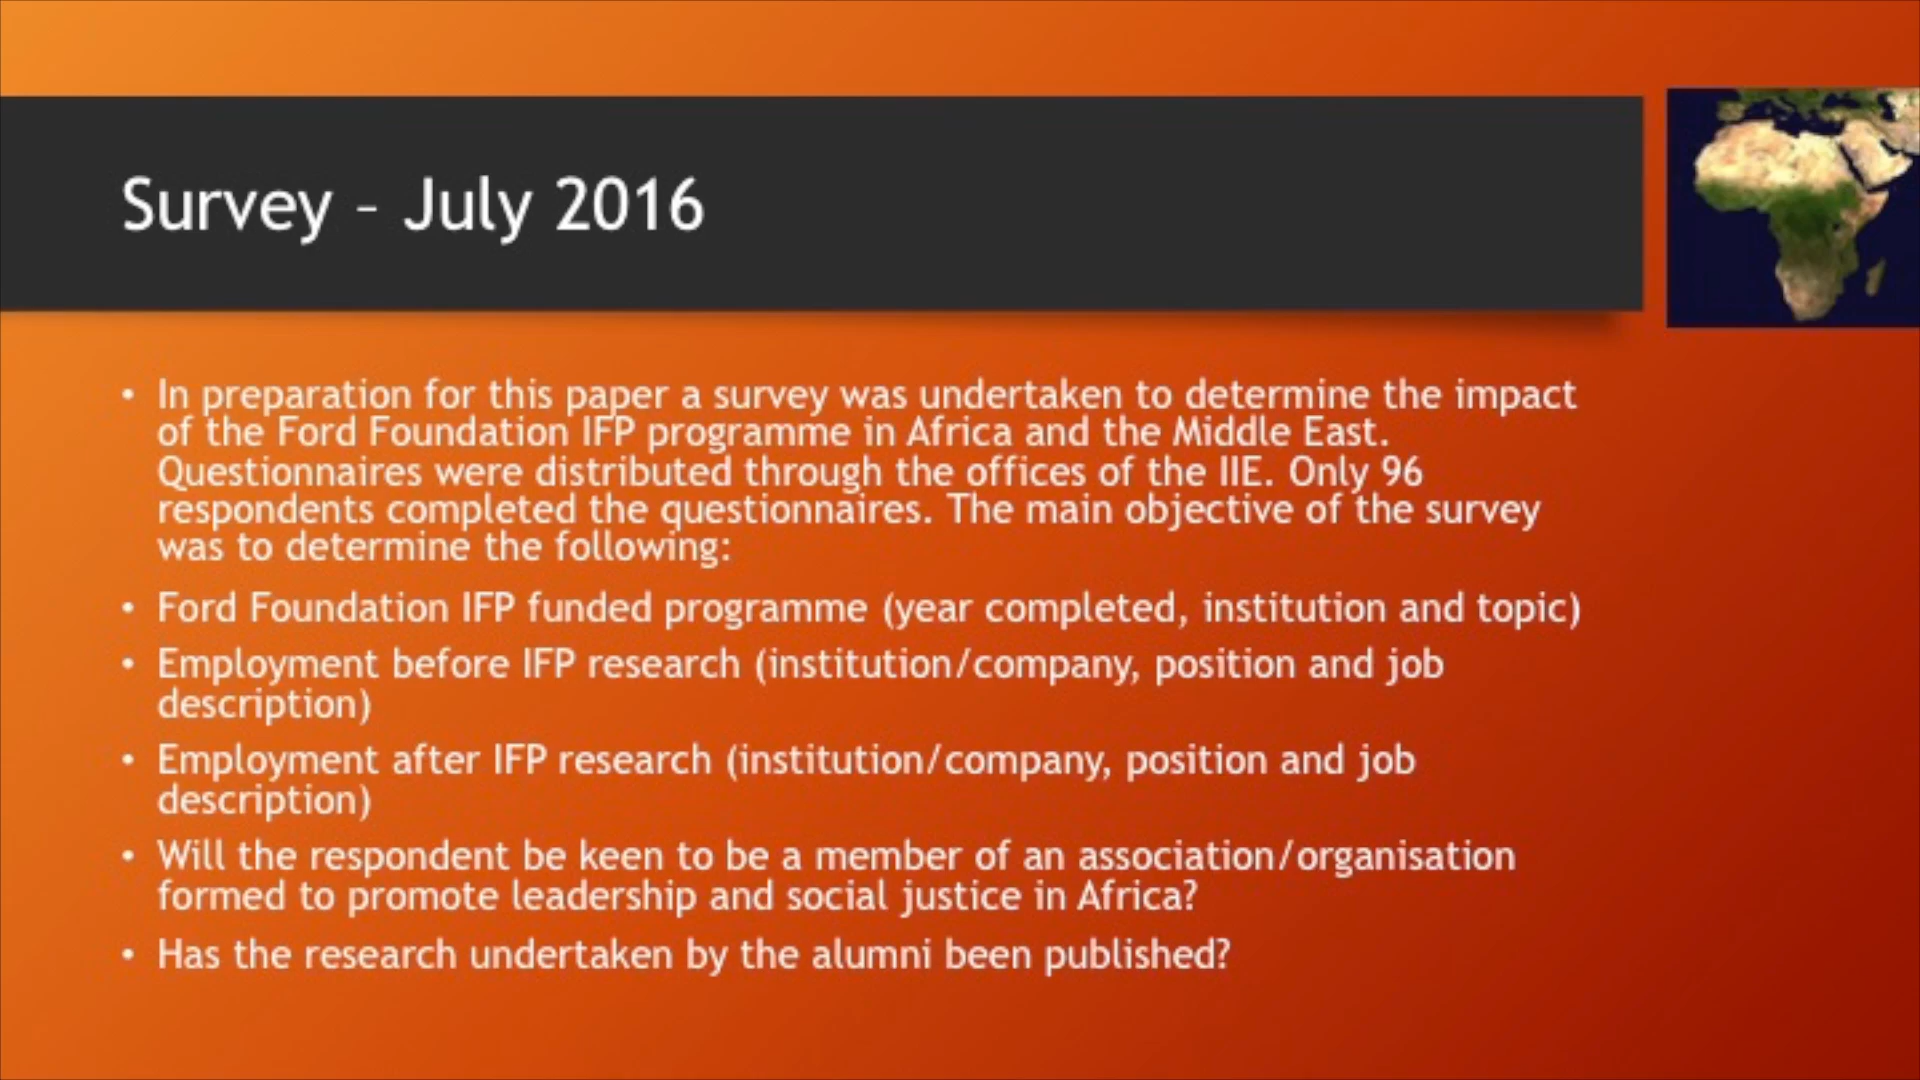 Survey – July 2016
• In preparation for this paper a survey was undertaken to determine the impact
of the Ford Foundation IFP programme in Africa and the Middle East.
Questionnaires were distributed through the offices of the IIE. Only 96
respondents completed the questionnaires. The main objective of the survey
was to determine the following:
• Ford Foundation IFP funded programme (year completed, institution and topic)
• Employment before IFP research (institution/company, position and job
description)
• Employment after IFP research (institution/company, position and job
description)
• Will the respondent be keen to be a member of an association/organisation
formed to promote leadership and social justice in Africa?
• Has the research undertaken by the alumni been published?